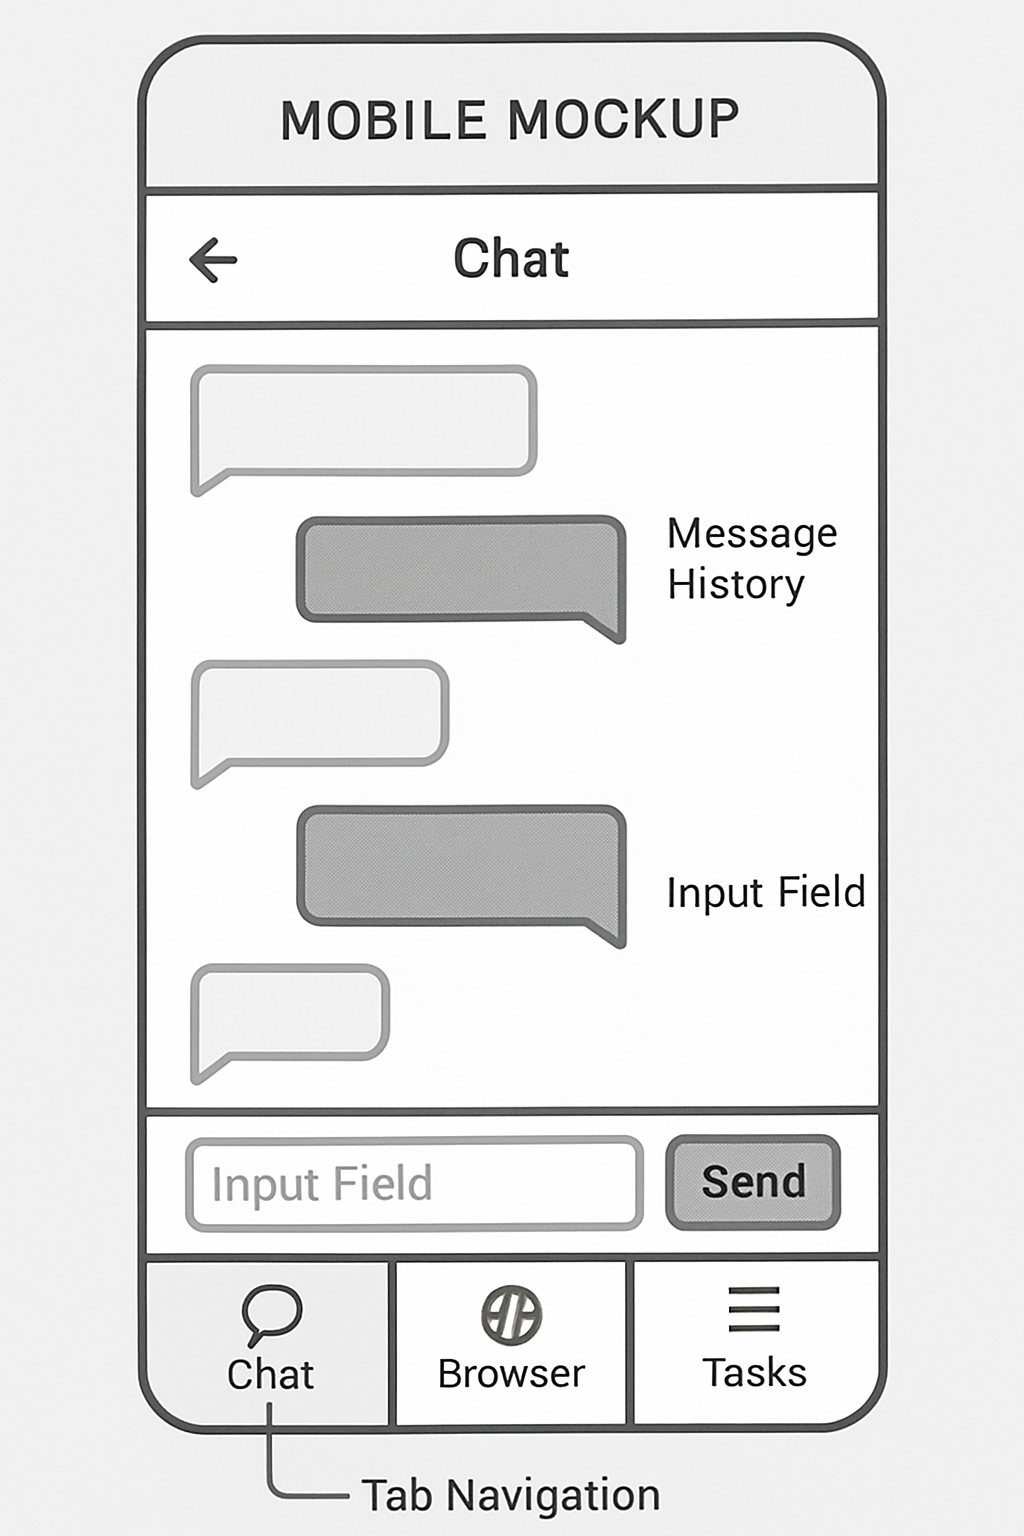 MOBILE MOCKUP
Chat
Message
History
Input Field
Input Field
Send
Chat
Browser
Tasks
Tab Navigation